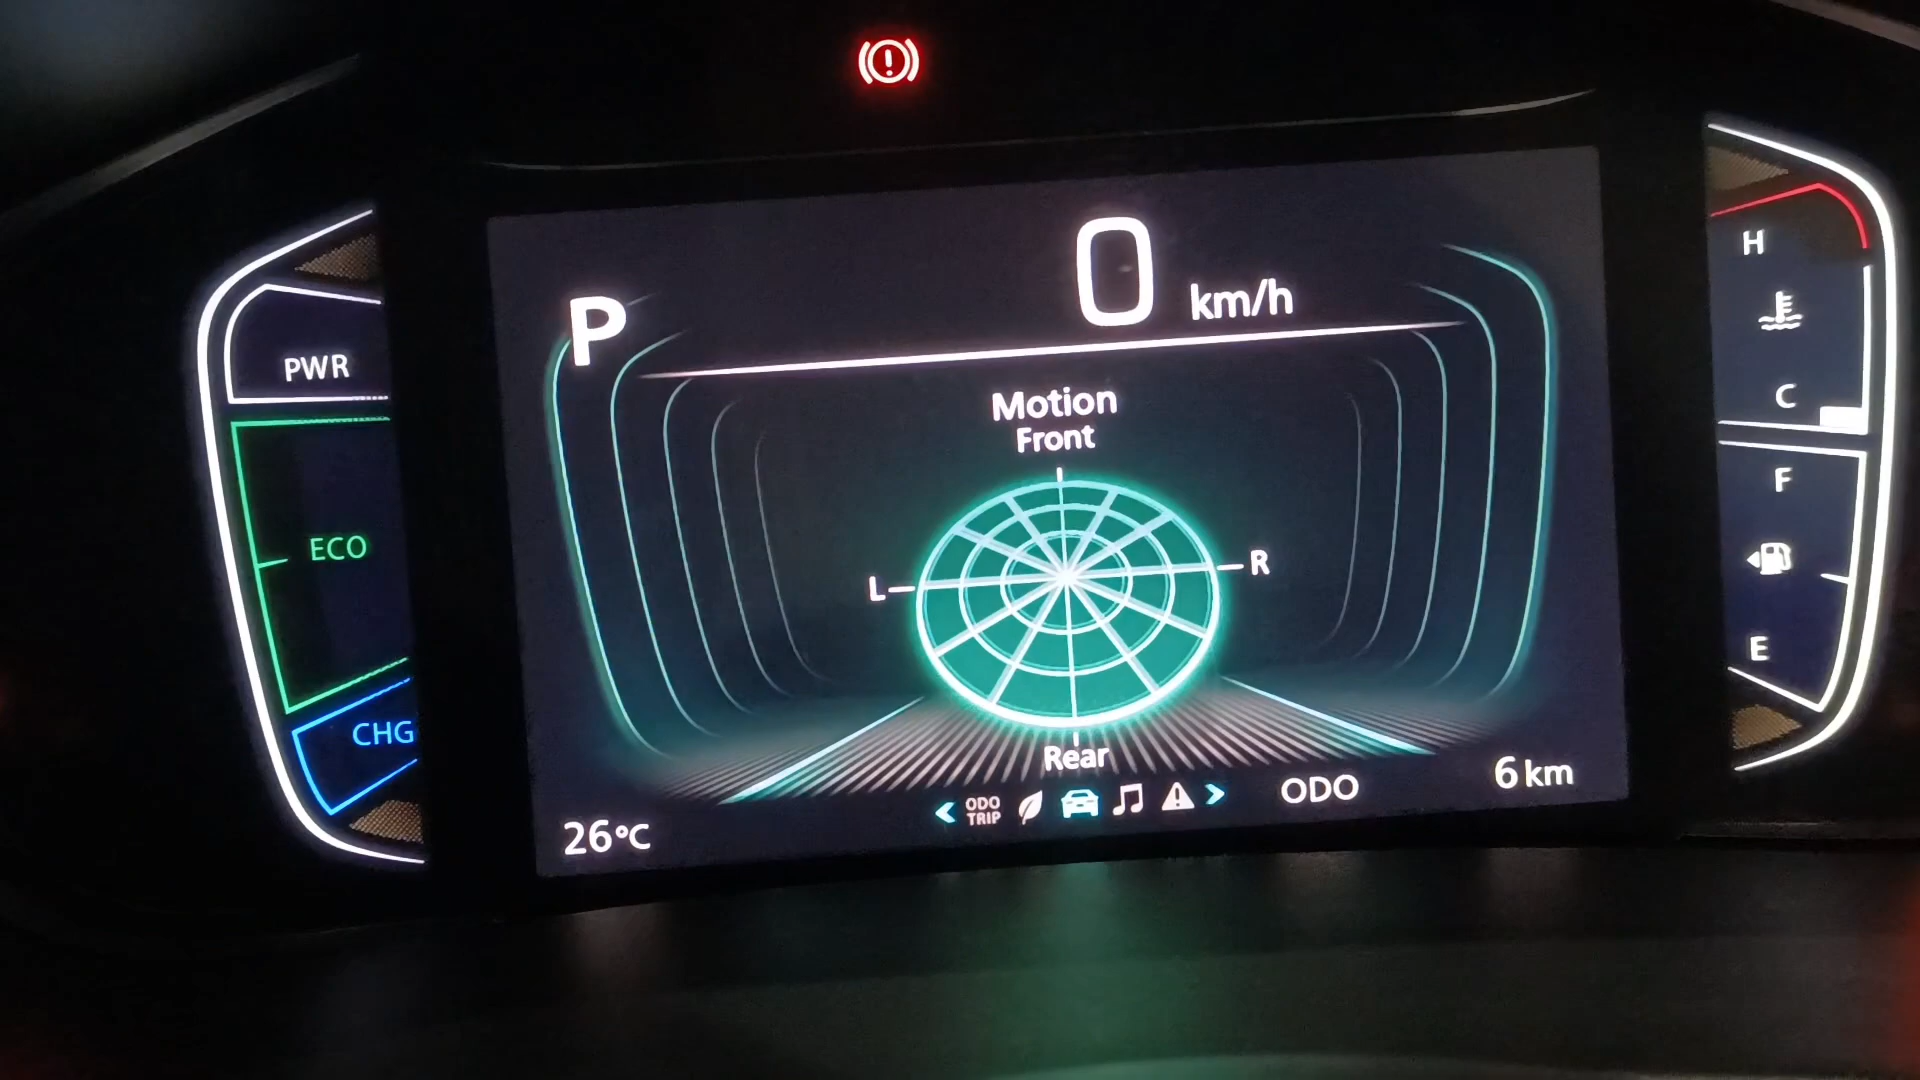 0 km/h
P
PWR
ECO
CHG
Motion
Front
L
R
Rear
ODO
TRIP
ODO
6 km
26°C
H
C
F
E